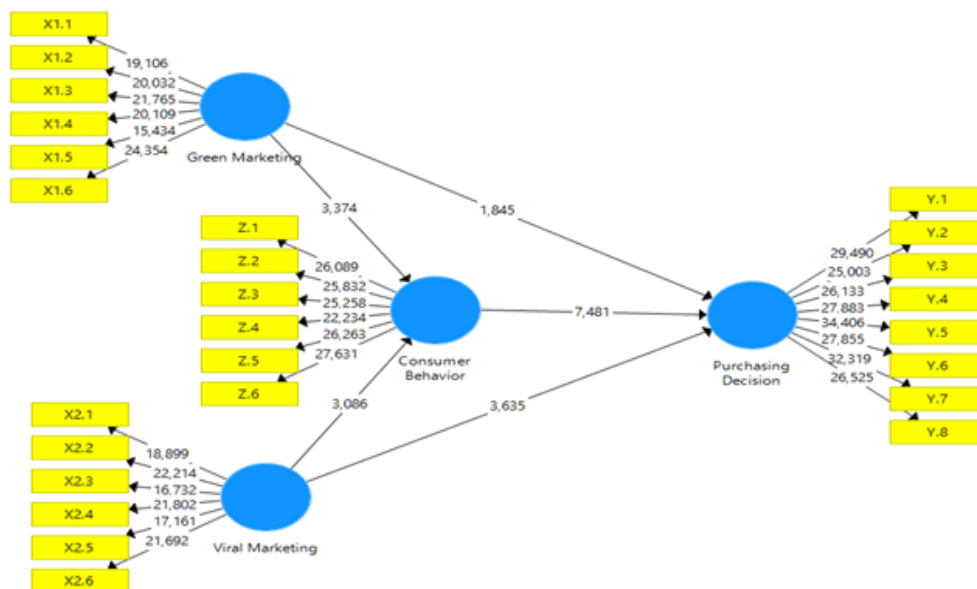 X1.1
X1.2
X1.3
X1.4
X1.5
X1.6
19,106
20,032
21,765
20,109
15,434
24,354
Green Marketing
3,374
1,845
Z.1
Z.2
Z.3
Z.4
Z.5
Z.6
26,089
25,832
25,258
22,234
26,263
27,631
Consumer
Behavior
7,481
3,086
3,635
X2.1
X2.2
X2.3
X2.4
X2.5
X2.6
18,899
22,214
16,732
21,802
17,161
21,692
Viral Marketing
Purchasing
Decision
29,490
25,003
26,133
27,883
34,406
27,855
32,319
26,525
Y.1
Y.2
Y.3
Y.4
Y.5
Y.6
Y.7
Y.8